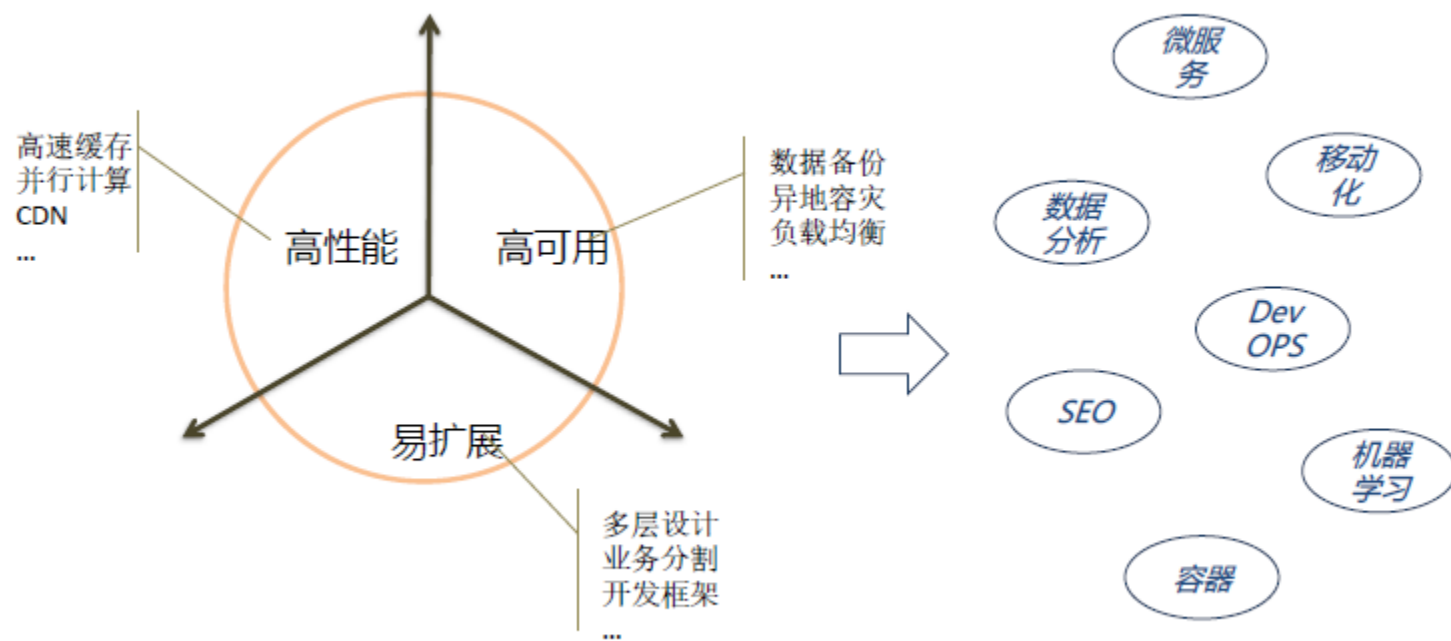 高速缓存
并行计算
CDN
...
高性能
高可用
数据备份
异地容灾
负载均衡
...
易扩展
多层设计
业务分割
开发框架
...
微服
务
移动
化
数据
分析
Dev
OPS
SEO
机器
学习
容器